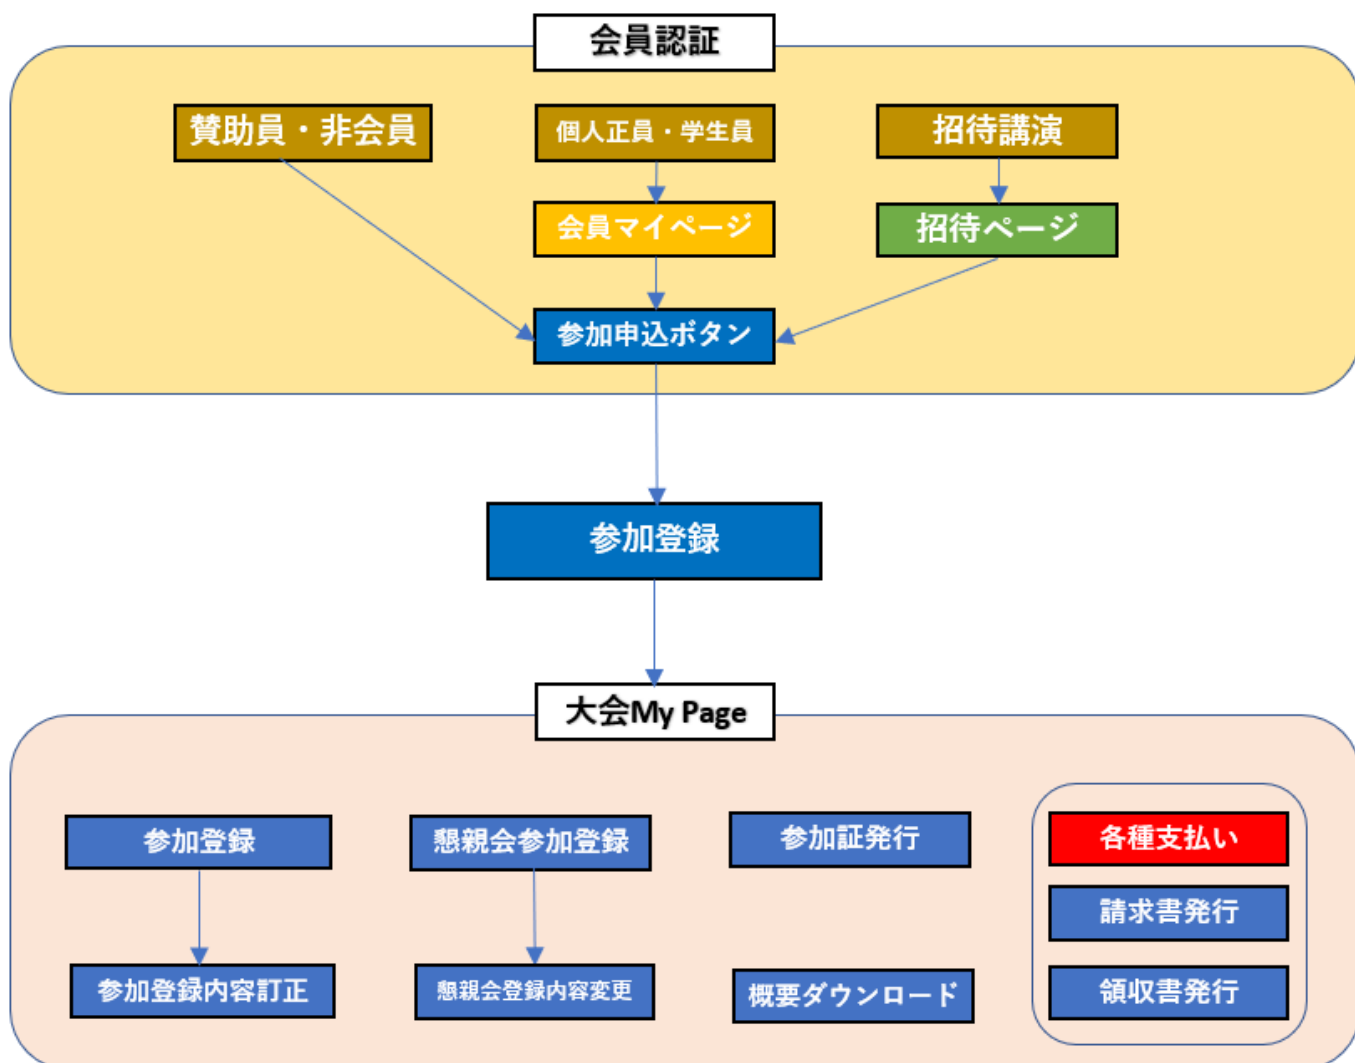 会員認証
賛助員・非会員
個人正員・学生員
招待講演
会員マイページ
招待ページ
参加申込ボタン
参加登録
大会My Page
参加登録
懇親会参加登録
参加証発行
各種支払い
請求書発行
参加登録内容訂正
懇親会登録内容変更
概要ダウンロード
領収書発行